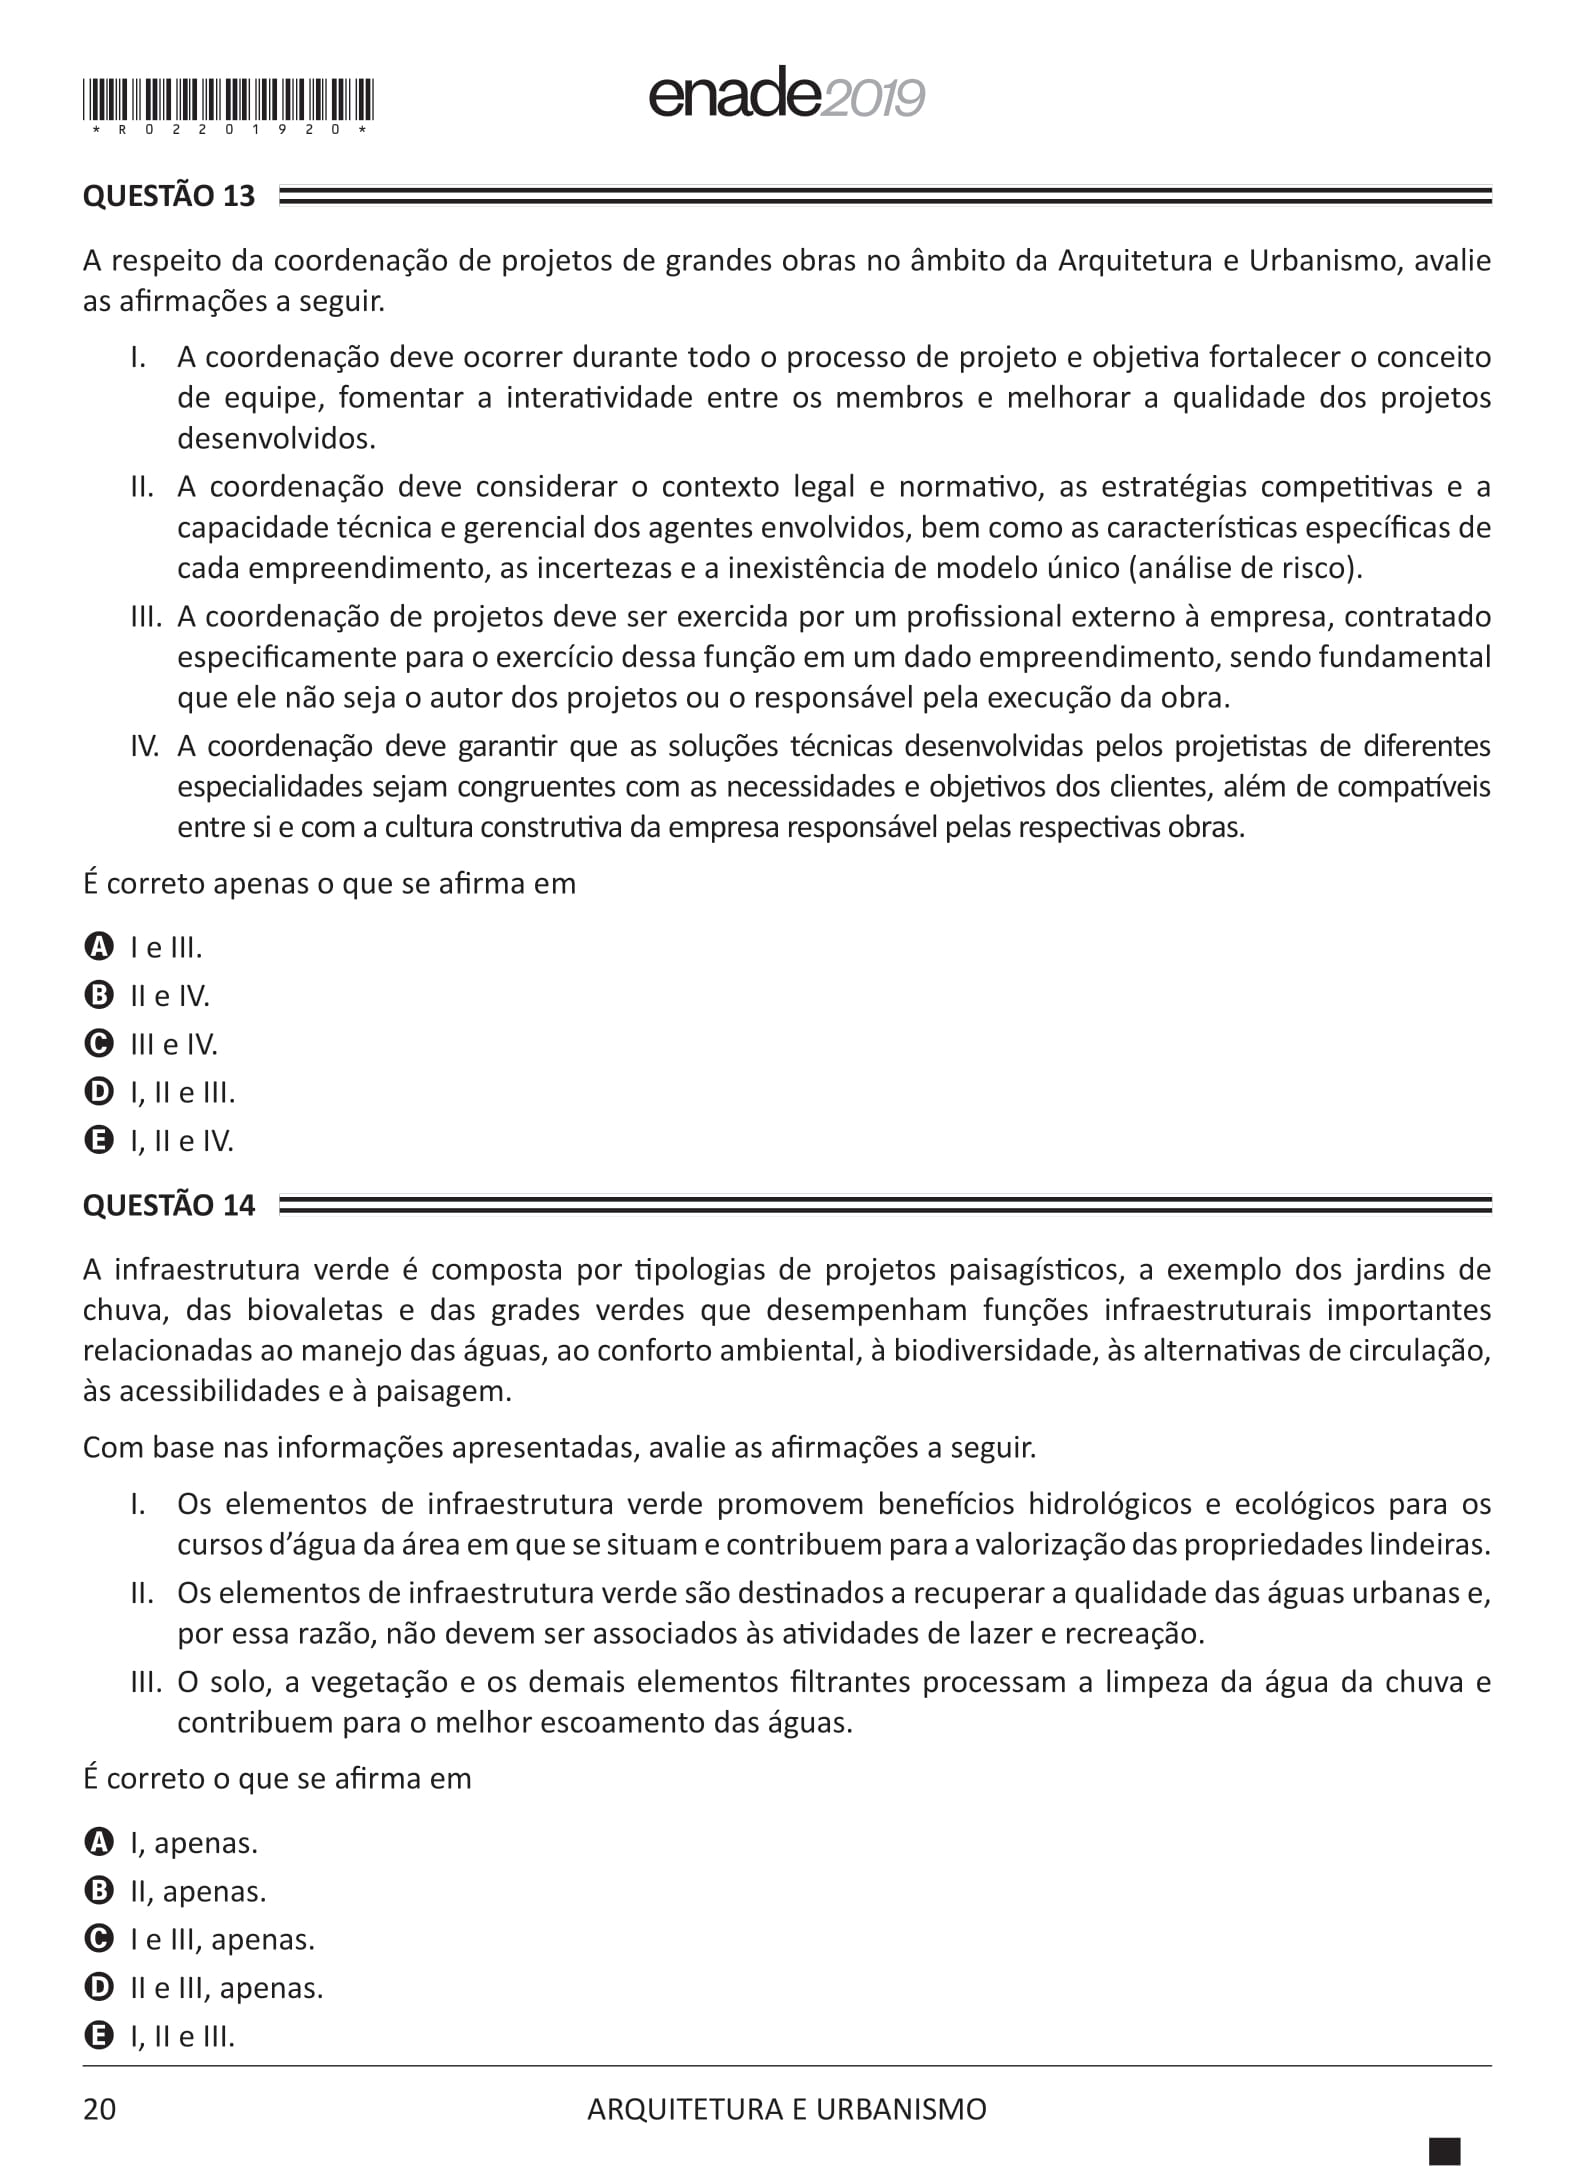 enade2019
*R02201920*
QUESTÃO 13
A respeito da coordenação de projetos de grandes obras no âmbito da Arquitetura e Urbanismo, avalie
as afirmações a seguir.
I. A coordenação deve ocorrer durante todo o processo de projeto e objetiva fortalecer o conceito
de equipe, fomentar a interatividade entre os membros e melhorar a qualidade dos projetos
desenvolvidos.
II. A coordenação deve considerar o contexto legal e normativo, as estratégias competitivas e a
capacidade técnica e gerencial dos agentes envolvidos, bem como as características específicas de
cada empreendimento, as incertezas e a inexistência de modelo único (análise de risco).
III. A coordenação de projetos deve ser exercida por um profissional externo à empresa, contratado
especificamente para o exercício dessa função em um dado empreendimento, sendo fundamental
que ele não seja o autor dos projetos ou o responsável pela execução da obra.
IV. A coordenação deve garantir que as soluções técnicas desenvolvidas pelos projetistas de diferentes
especialidades sejam congruentes com as necessidades e objetivos dos clientes, além de compatíveis
entre si e com a cultura construtiva da empresa responsável pelas respectivas obras.
É correto apenas o que se afirma em
A I e III.
B II e IV.
C III e IV.
D I, II e III.
E I, II e IV.
QUESTÃO 14
A infraestrutura verde é composta por tipologias de projetos paisagísticos, a exemplo dos jardins de
chuva, das biovaletas e das grades verdes que desempenham funções infraestruturais importantes
relacionadas ao manejo das águas, ao conforto ambiental, à biodiversidade, às alternativas de circulação,
às acessibilidades e à paisagem.
Com base nas informações apresentadas, avalie as afirmações a seguir.
I. Os elementos de infraestrutura verde promovem benefícios hidrológicos e ecológicos para os
cursos d’água da área em que se situam e contribuem para a valorização das propriedades lindeiras.
II. Os elementos de infraestrutura verde são destinados a recuperar a qualidade das águas urbanas e,
por essa razão, não devem ser associados às atividades de lazer e recreação.
III. O solo, a vegetação e os demais elementos filtrantes processam a limpeza da água da chuva e
contribuem para o melhor escoamento das águas.
É correto o que se afirma em
A I, apenas.
B II, apenas.
C I e III, apenas.
D II e III, apenas.
E I, II e III.
20
ARQUITETURA E URBANISMO